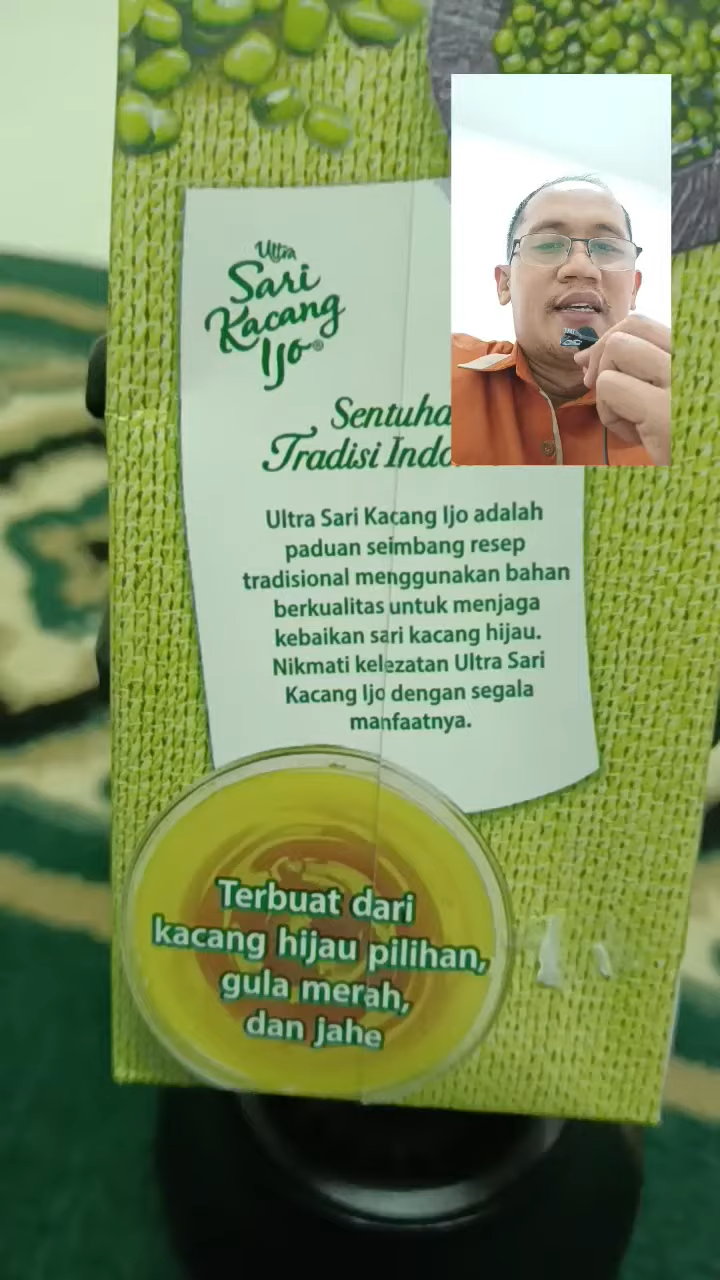 Ultra
Sari
Kacang
Ijo®
Sentuha
Tradisi Indo
Ultra Sari Kacang Ijo adalah
paduan seimbang resep
tradisional menggunakan bahan
berkualitas untuk menjaga
kebaikan sari kacang hijau.
Nikmati kelezatan Ultra Sari
Kacang Ijo dengan segala
manfaatnya.
Terbuat dari
kacang hijau pilihan,
gula merah,
dan jahe